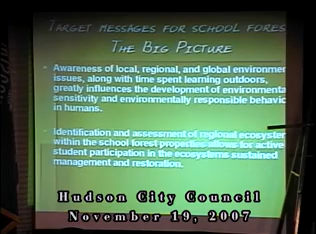 TARGET MESSAGES FOR SCHOOL FORES
THE BIG PICTURE
Awareness of local, regional, and global environmen
issues, along with time spent learning outdoors,
greatly influences the development of environmenta
sensitivity and environmentally responsible behavio
in humans.
Identification and assessment of regional ecosystem
within the school forest properties allows for active
student participation in the ecosystems sustained
management and restoration.
Hudson City Council
November 19, 2007